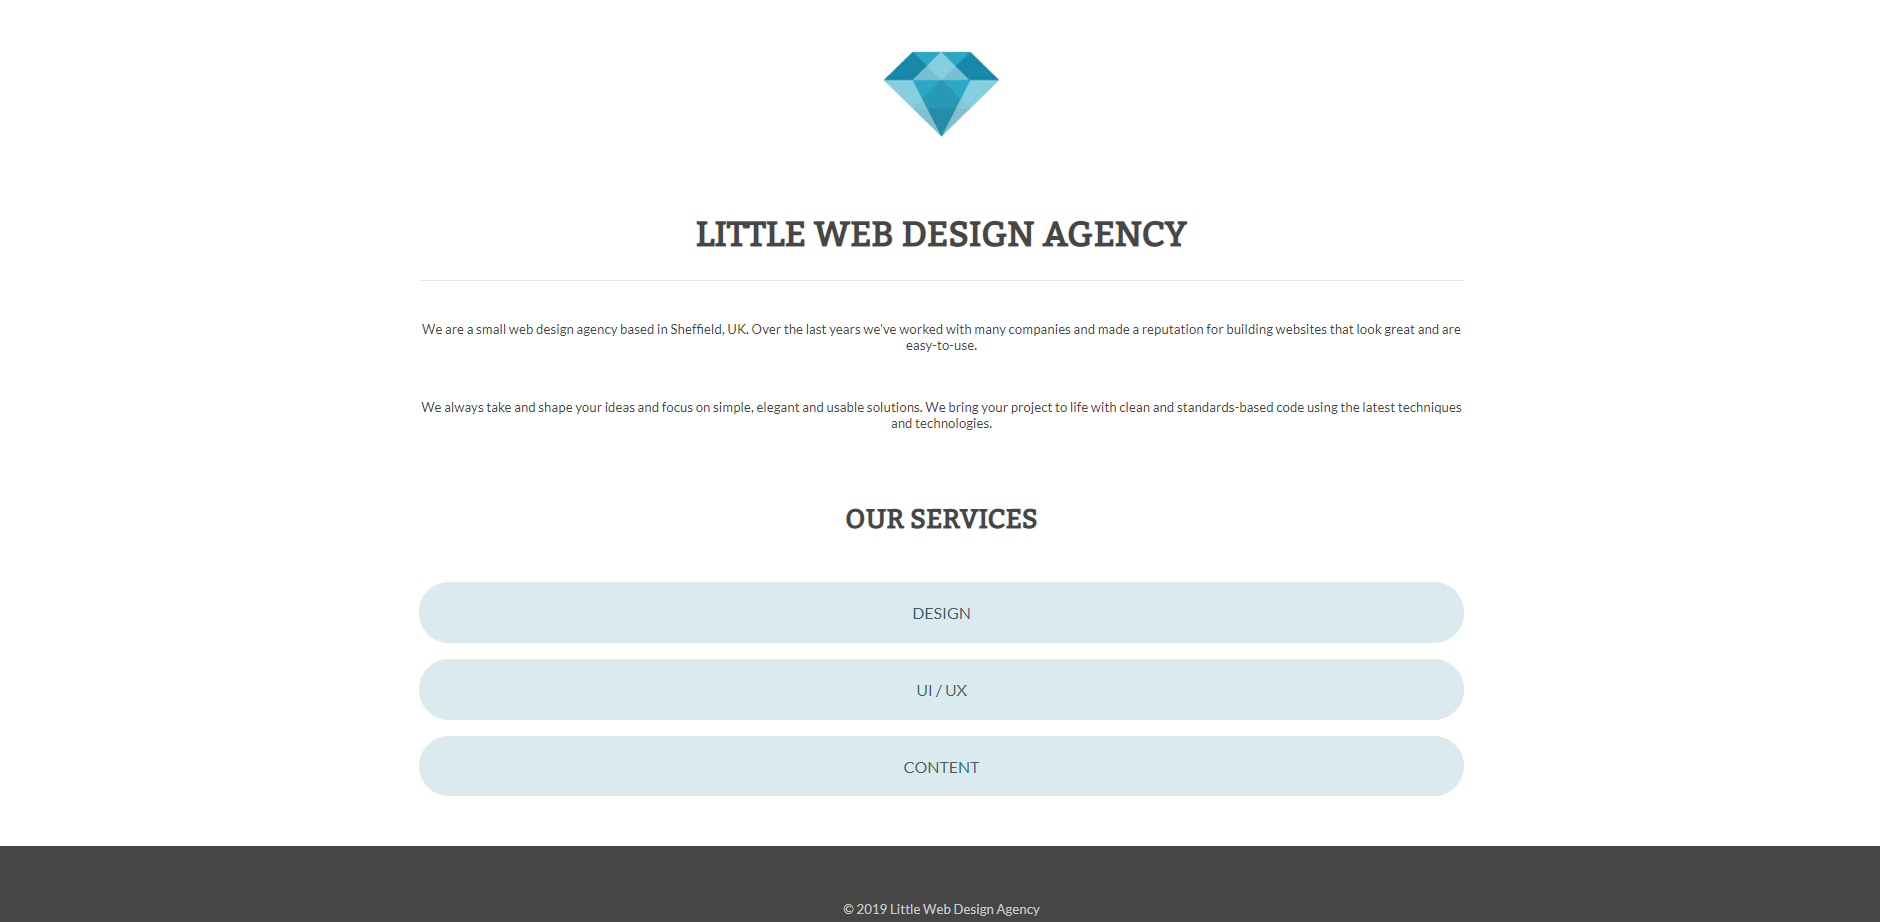 LITTLE WEB DESIGN AGENCY
We are a small web design agency based in Sheffield, UK. Over the last years we've worked with many companies and made a reputation for building websites that look great and are
easy-to-use.
We always take and shape your ideas and focus on simple, elegant and usable solutions. We bring your project to life with clean and standards-based code using the latest techniques
and technologies.
OUR SERVICES
DESIGN
UI / UX
CONTENT
© 2019 Little Web Design Agency